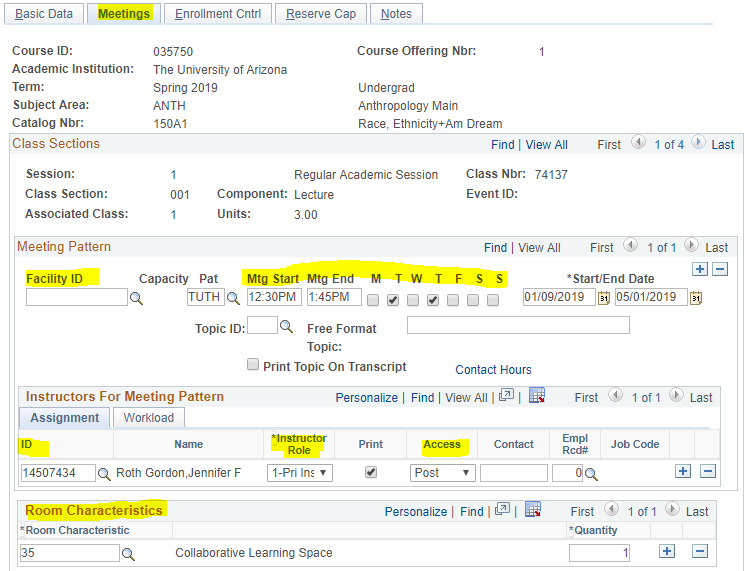 Basic Data Meetings Enrollment Cntrl Reserve Cap Notes
Course ID: 035750 Course Offering Nbr: 1
Academic Institution: The University of Arizona
Term: Spring 2019 Undergrad
Subject Area: ANTH Anthropology Main
Catalog Nbr: 150A1 Race, Ethnicity+Am Dream
Class Sections Find | View All First 1 of 4 Last
Session: 1 Regular Academic Session Class Nbr: 74137
Class Section: 001 Component: Lecture Event ID:
Associated Class: 1 Units: 3.00
Meeting Pattern Find | View All First 1 of 1 Last
Facility ID Capacity Pat Mtg Start Mtg End M T W T F S S *Start/End Date
TUTH 12:30PM 1:45PM 01/09/2019 05/01/2019
Topic ID: Free Format
Topic:
Print Topic On Transcript Contact Hours
Instructors For Meeting Pattern Personalize | Find | View All | | First 1 of 1 Last
Assignment Workload
ID Name *Instructor Role Print Access Contact Empl Rcd# Job Code
14507434 Roth Gordon,Jennifer F 1-Pri Ins Post 0
Room Characteristics Personalize | Find | | First 1 of 1 Last
*Room Characteristic *Quantity
35 Collaborative Learning Space 1